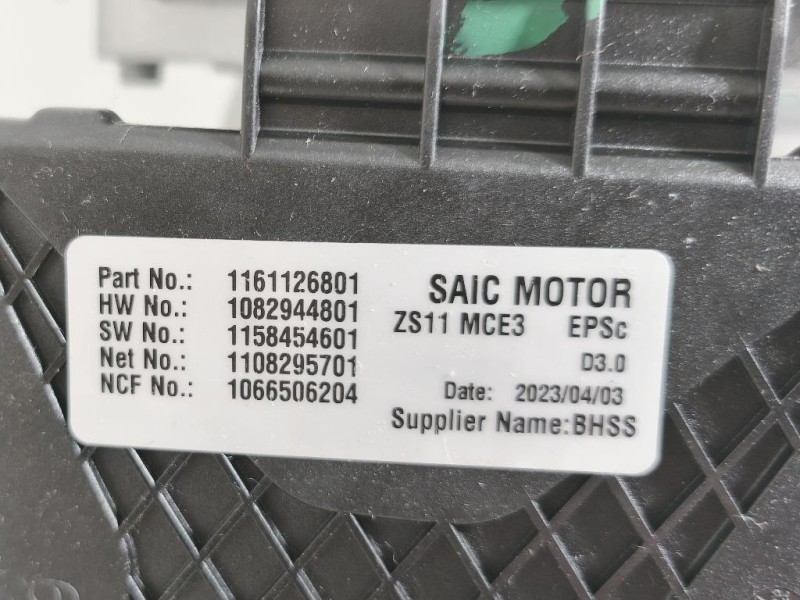 Part No.: 1161126801
HW No.: 1082944801
SW No.: 1158454601
Net No.: 1108295701
NCF No.: 1066506204
SAIC MOTOR
ZS11 MCE3 EPSc
D3.0
Date: 2023/04/03
Supplier Name:BHSS